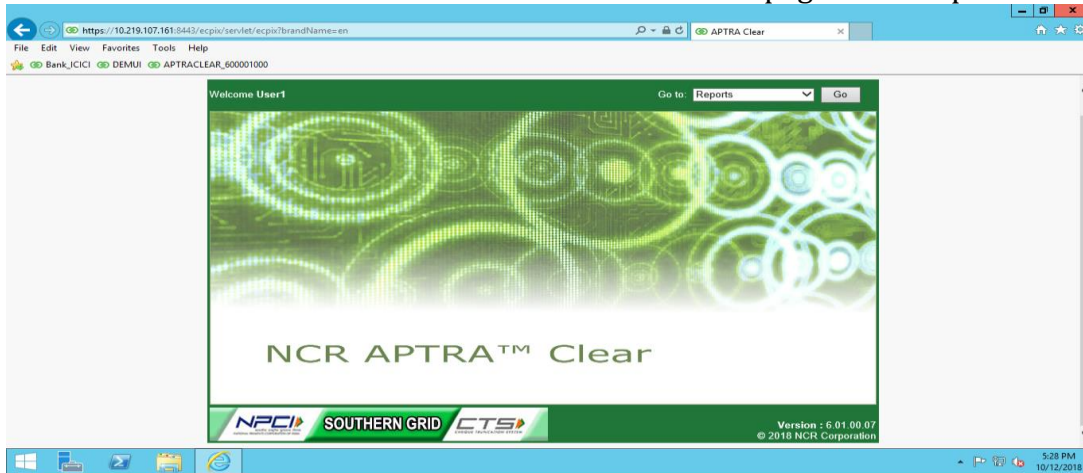 https://10.219.107.161:8443/ecpix/servlet/ecpix?brandName=en
APTRA Clear
File Edit View Favorites Tools Help
Bank_ICICI DEMUI APTRACLEAR_600001000
Welcome User1 Go to: Reports Go
NCR APTRA™ Clear
NPCI SOUTHERN GRID CTS
Version : 6.01.00.07
© 2018 NCR Corporation
5:28 PM
10/12/2018